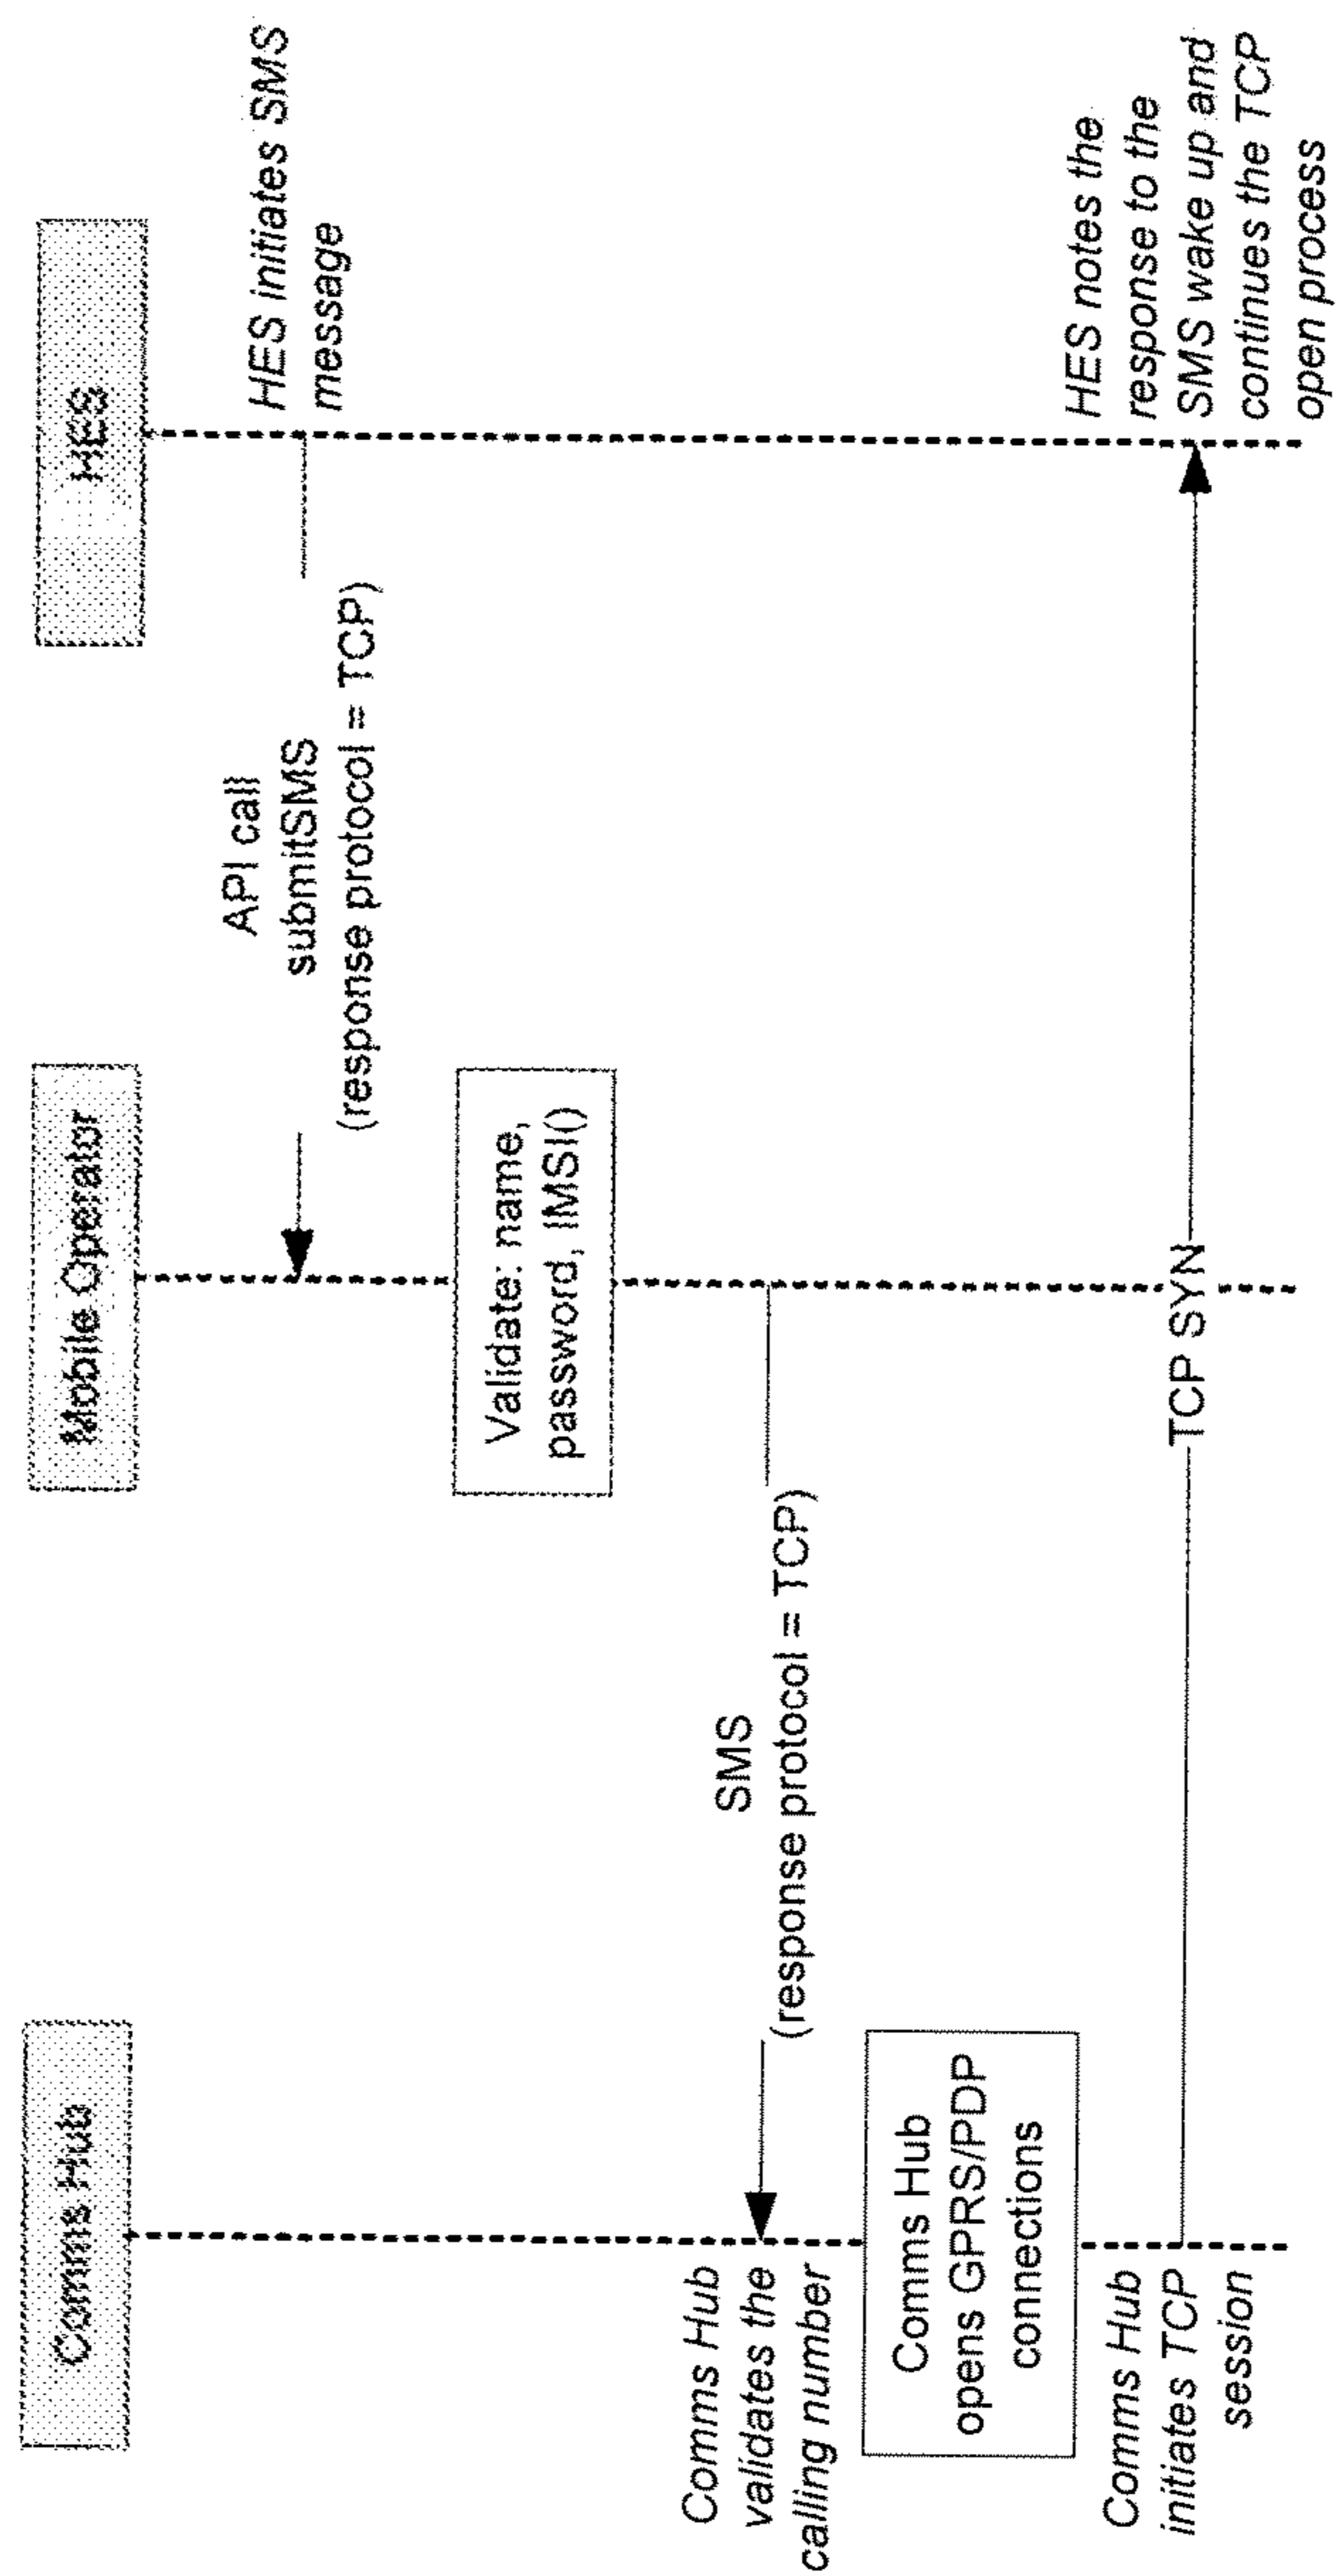 Comms Hub
Mobile Operator
HES
HES initiates SMS
message
API call
submitSMS
(response protocol = TCP)
Validate: name,
password, IMSI()
SMS
(response protocol = TCP)
Comms Hub
validates the
calling number
Comms Hub
opens GPRS/PDP
connections
Comms Hub
initiates TCP
session
TCP SYN
HES notes the
response to the
SMS wake up and
continues the TCP
open process